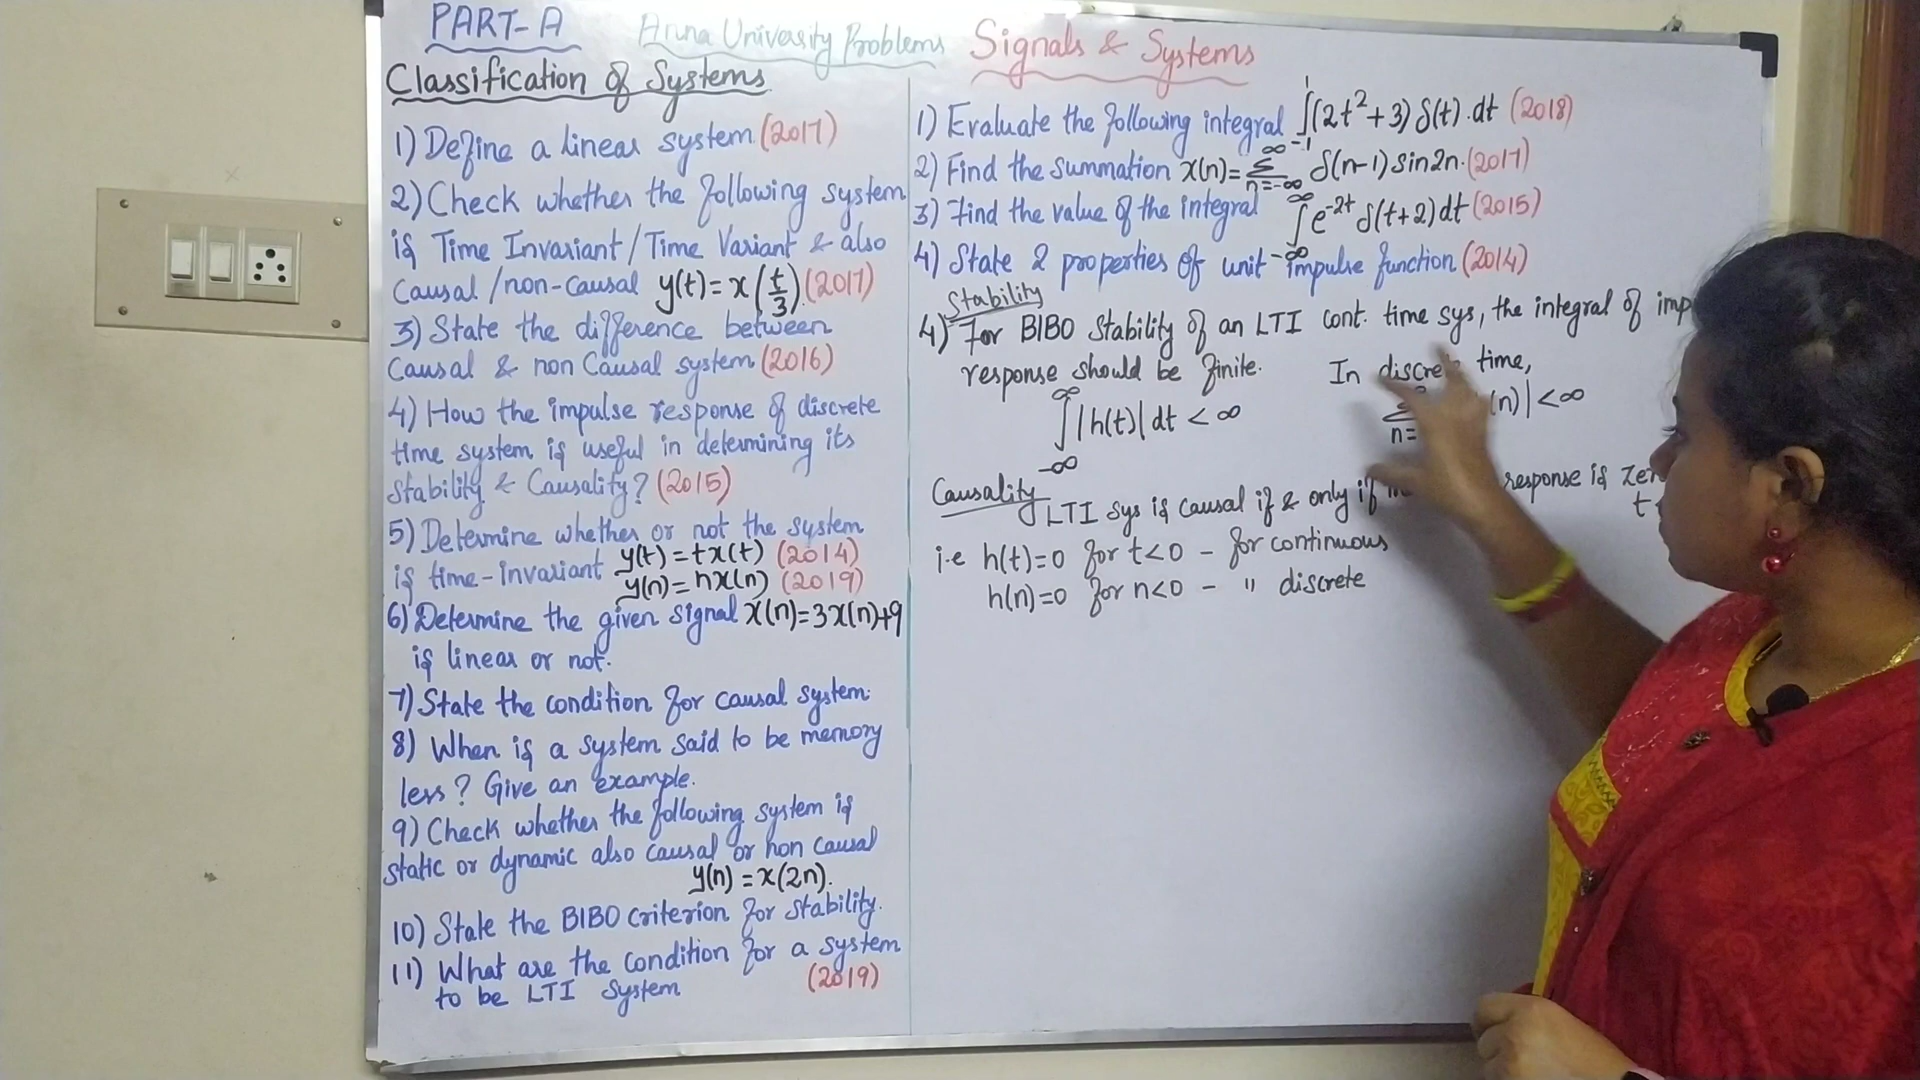 PART-A
Anna University Problems
Signals & Systems
Classification of Systems
1) Define a linear system (2017)
2) Check whether the following system
is Time Invariant / Time Variant & also
Causal / non-causal y(t) = x(t/3). (2017)
3) State the difference between
Causal & non Causal system (2016)
4) How the impulse response of discrete
time system is useful in determining its
Stability & Causality? (2015)
5) Determine whether or not the system
is time-invariant y(t) = tx(t) (2014)
y(n) = nx(n) (2019)
6) Determine the given signal x(n)=3x(n)+9
is linear or not.
7) State the condition for causal system.
8) When is a system said to be memory
less? Give an example.
9) Check whether the following system is
static or dynamic also causal or non causal
y(n) = x(2n).
10) State the BIBO criterion for stability.
11) What are the condition for a system
to be LTI System (2019)
1) Evaluate the following integral ∫₋₁¹(2t²+3) δ(t).dt (2018)
2) Find the summation x(n)= Σ_{n=-∞}^{∞} δ(n-1) sin2n. (2017)
3) Find the value of the integral ∫_{-∞}^{∞} e^{-2t} δ(t+2) dt (2015)
4) State 2 properties of unit impulse function (2014)
Stability
4) For BIBO Stability of an LTI cont. time sys, the integral of imp
response should be finite. In discrete time,
∫_{-∞}^{∞} |h(t)| dt < ∞ n= (n)| < ∞
Causality
LTI sys is causal if & only if response is zero
t
i.e h(t)=0 for t<0 - for continuous
h(n)=0 for n<0 - " discrete